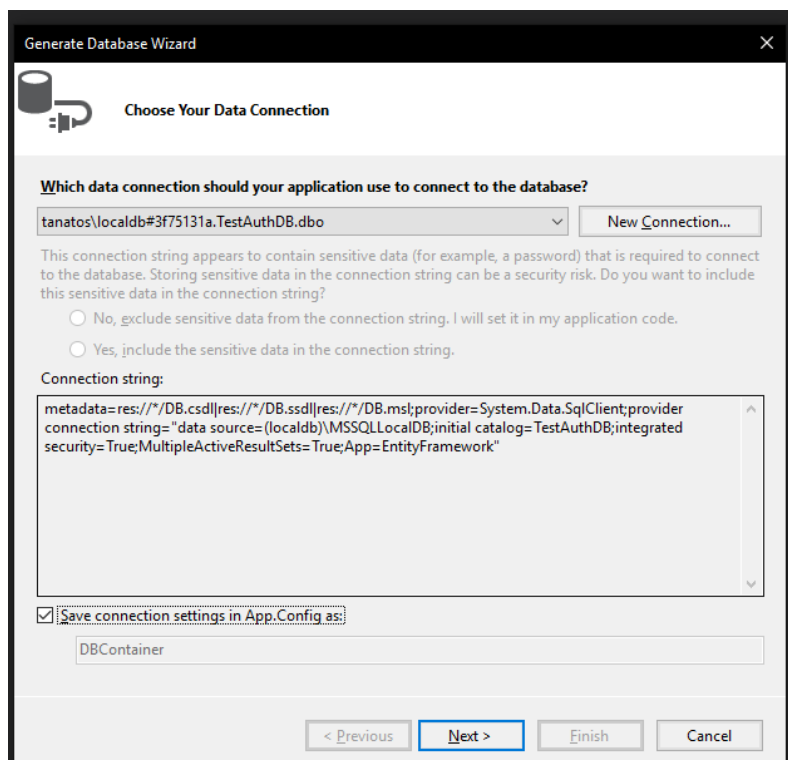 Generate Database Wizard
Choose Your Data Connection
Which data connection should your application use to connect to the database?
tanatos\localdb#3f75131a.TestAuthDB.dbo
New Connection...
This connection string appears to contain sensitive data (for example, a password) that is required to connect
to the database. Storing sensitive data in the connection string can be a security risk. Do you want to include
this sensitive data in the connection string?
No, exclude sensitive data from the connection string. I will set it in my application code.
Yes, include the sensitive data in the connection string.
Connection string:
metadata=res://*/DB.csdl|res://*/DB.ssdl|res://*/DB.msl;provider=System.Data.SqlClient;provider
connection string="data source=(localdb)\MSSQLLocalDB;initial catalog=TestAuthDB;integrated
security=True;MultipleActiveResultSets=True;App=EntityFramework"
Save connection settings in App.Config as:
DBContainer
< Previous
Next >
Finish
Cancel